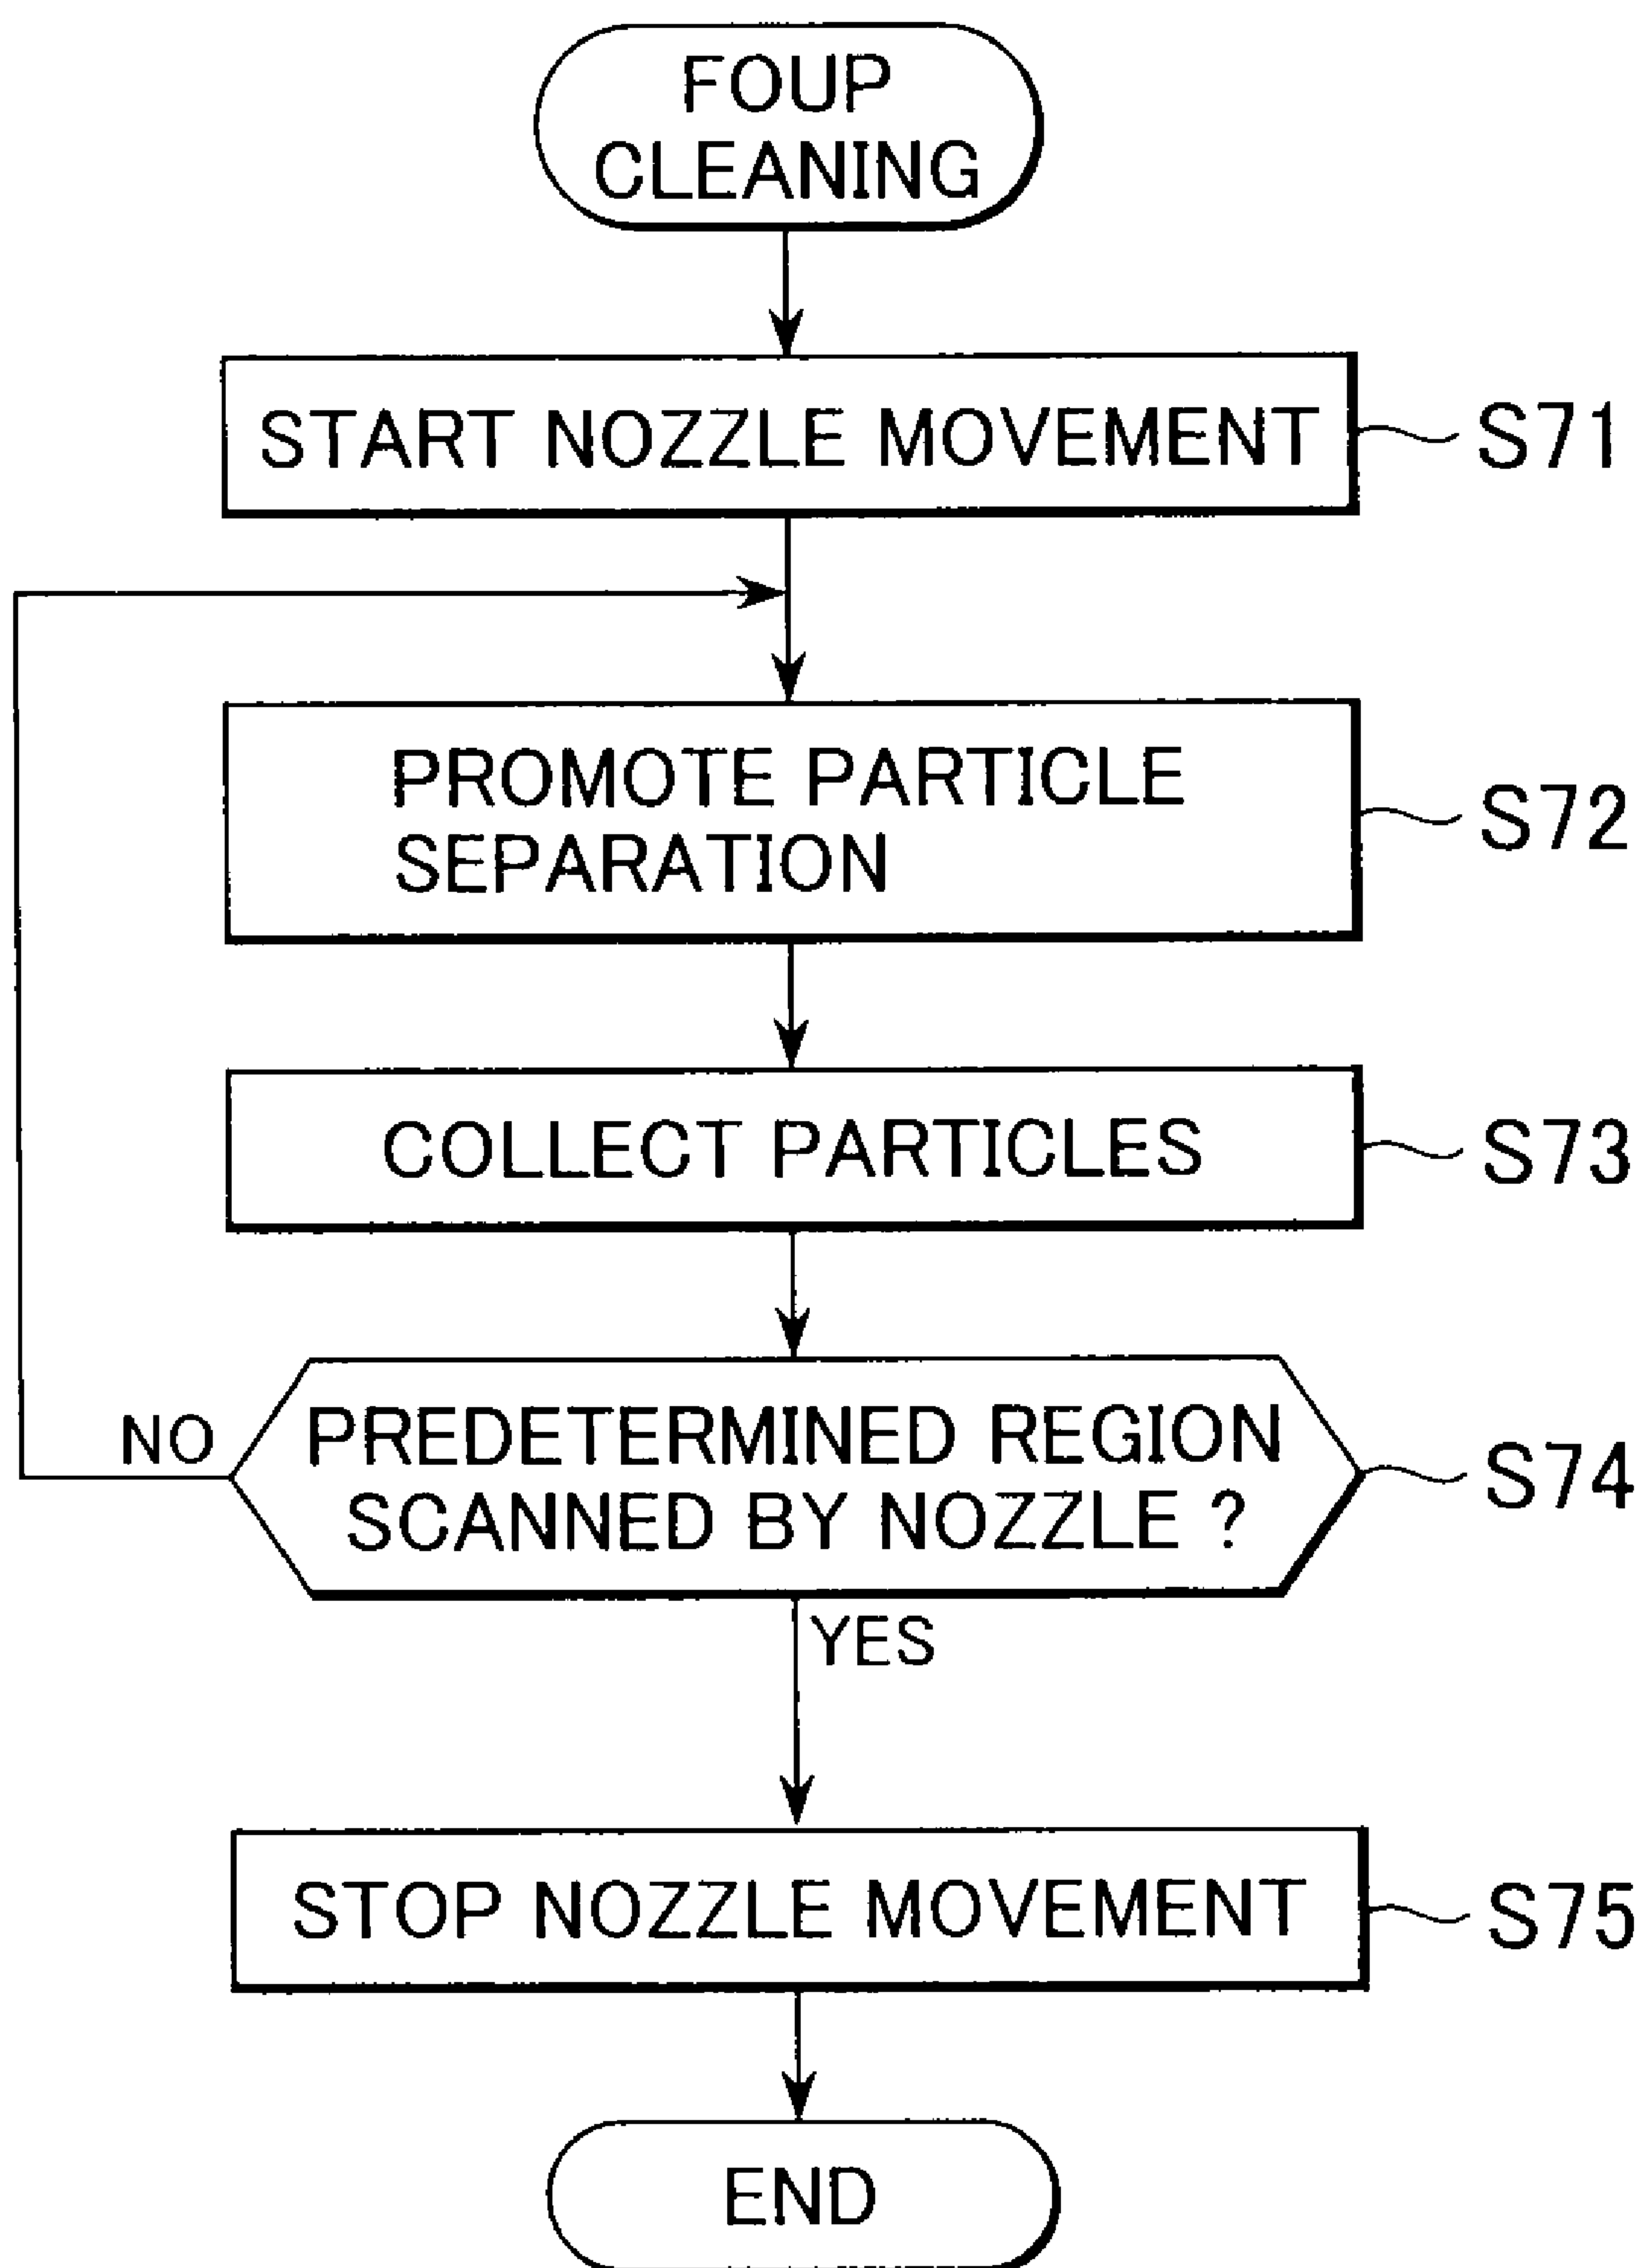 FOUP
CLEANING
START NOZZLE MOVEMENT
S71
PROMOTE PARTICLE
SEPARATION
S72
COLLECT PARTICLES
S73
NO
PREDETERMINED REGION
SCANNED BY NOZZLE ?
S74
YES
STOP NOZZLE MOVEMENT
S75
END